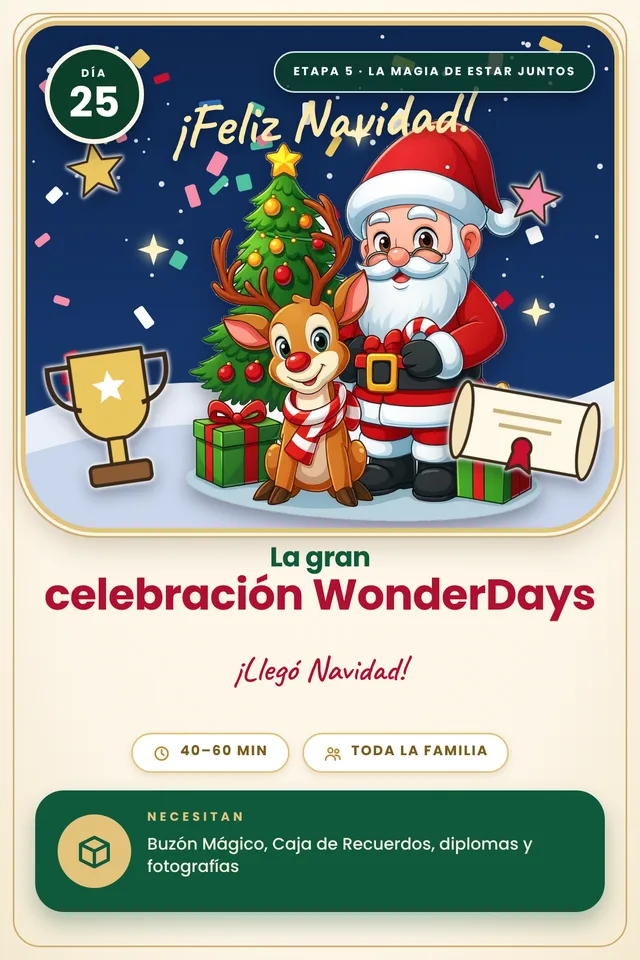 DÍA
25
ETAPA 5 · LA MAGIA DE ESTAR JUNTOS
¡Feliz Navidad!
La gran
celebración WonderDays
¡Llegó Navidad!
40–60 MIN
TODA LA FAMILIA
NECESITAN
Buzón Mágico, Caja de Recuerdos, diplomas y
fotografías